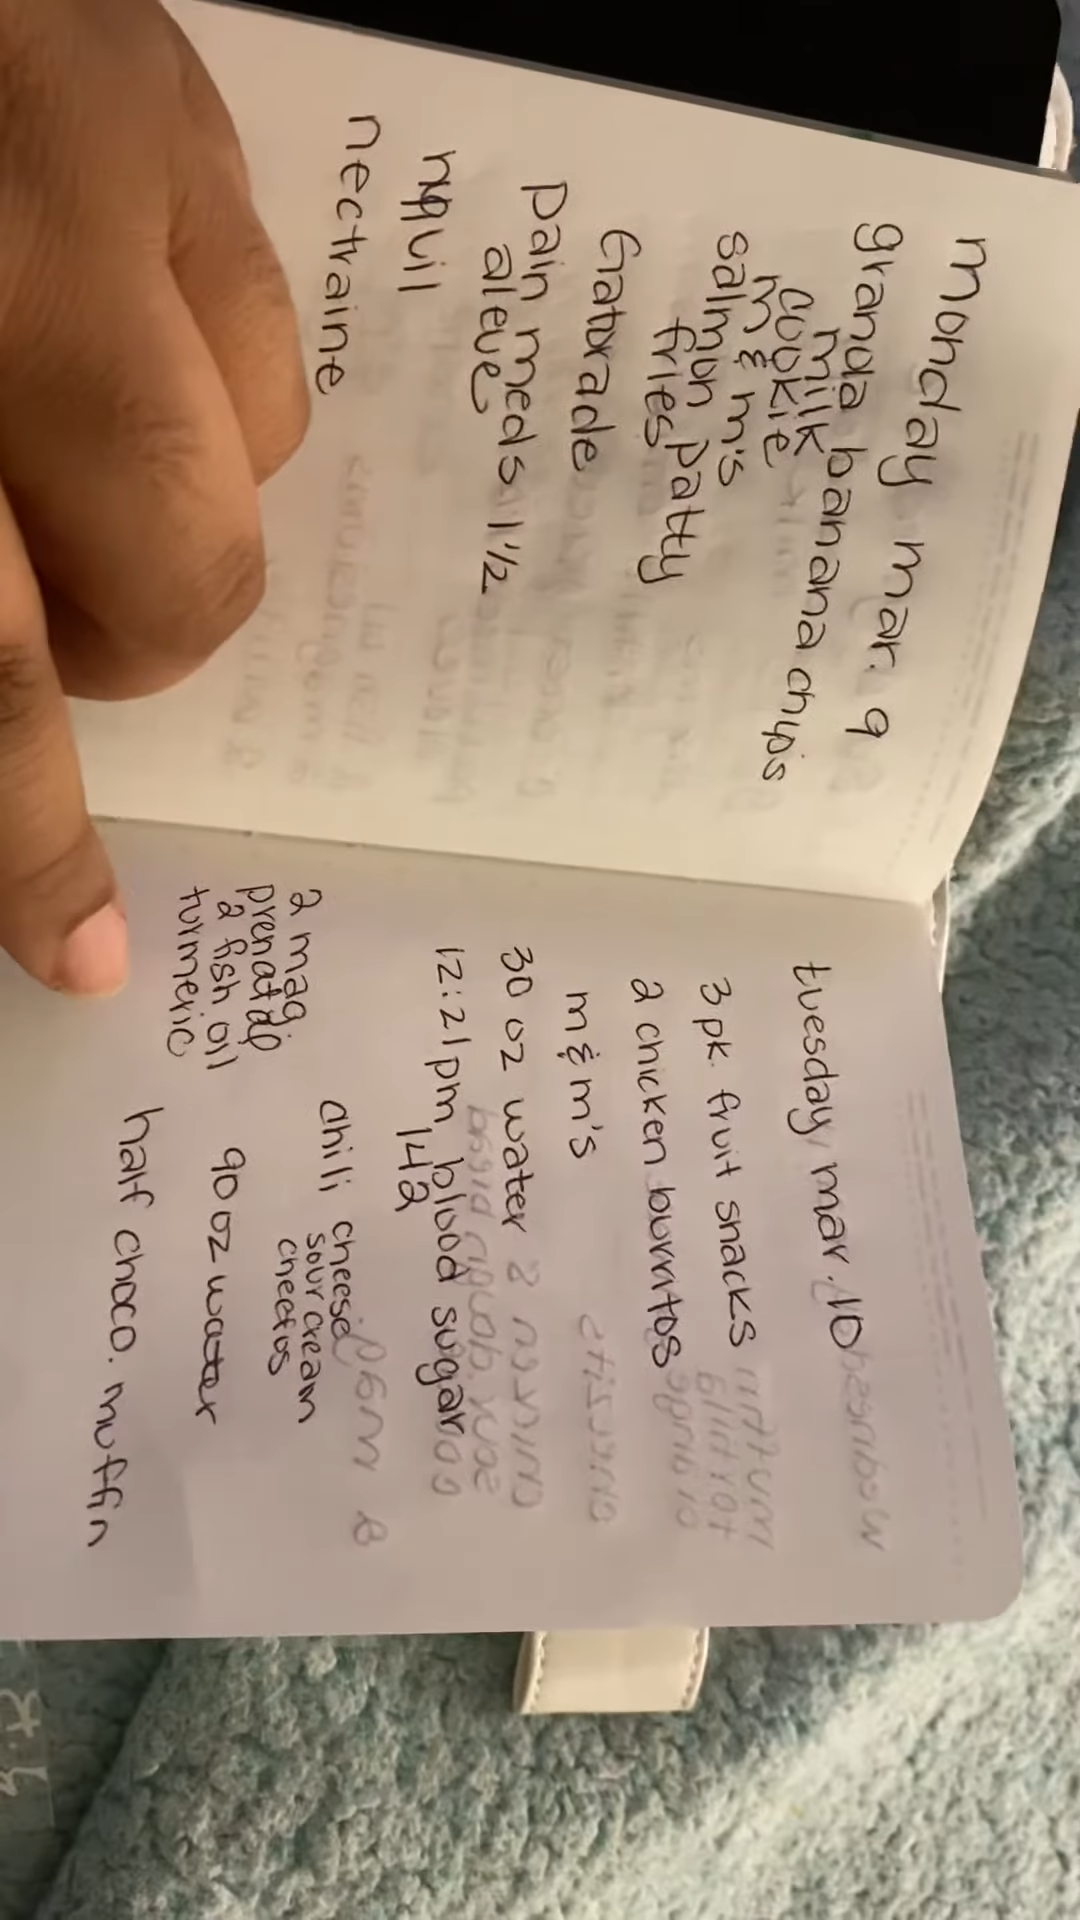 monday mar. 9
granola banana chips
milk
cookie
m & m's
salmon patty
fries
Gatorade
pain meds 1 1/2
aleve
nyquil
nectraine
tuesday, mar. 10
3 pk. fruit snacks
2 chicken burritos
m & m's
30 oz water
12:21pm blood sugar
142
chili cheese
sour cream
cheetos
2 mag.
prenatal
2 fish oil
turmeric
90 oz water
half choco. muffin